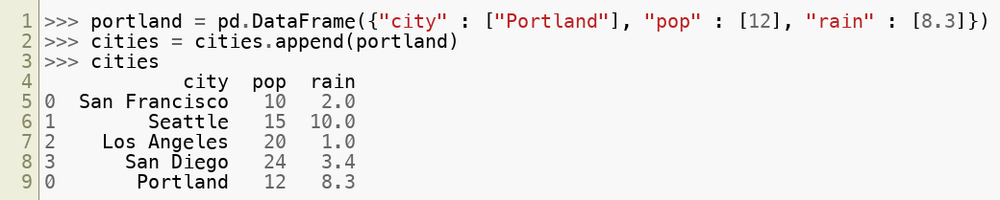 1 >>> portland = pd.DataFrame({"city" : ["Portland"], "pop" : [12], "rain" : [8.3]})
2 >>> cities = cities.append(portland)
3 >>> cities
4             city  pop  rain
5 0  San Francisco   10   2.0
6 1        Seattle   15  10.0
7 2    Los Angeles   20   1.0
8 3      San Diego   24   3.4
9 0       Portland   12   8.3